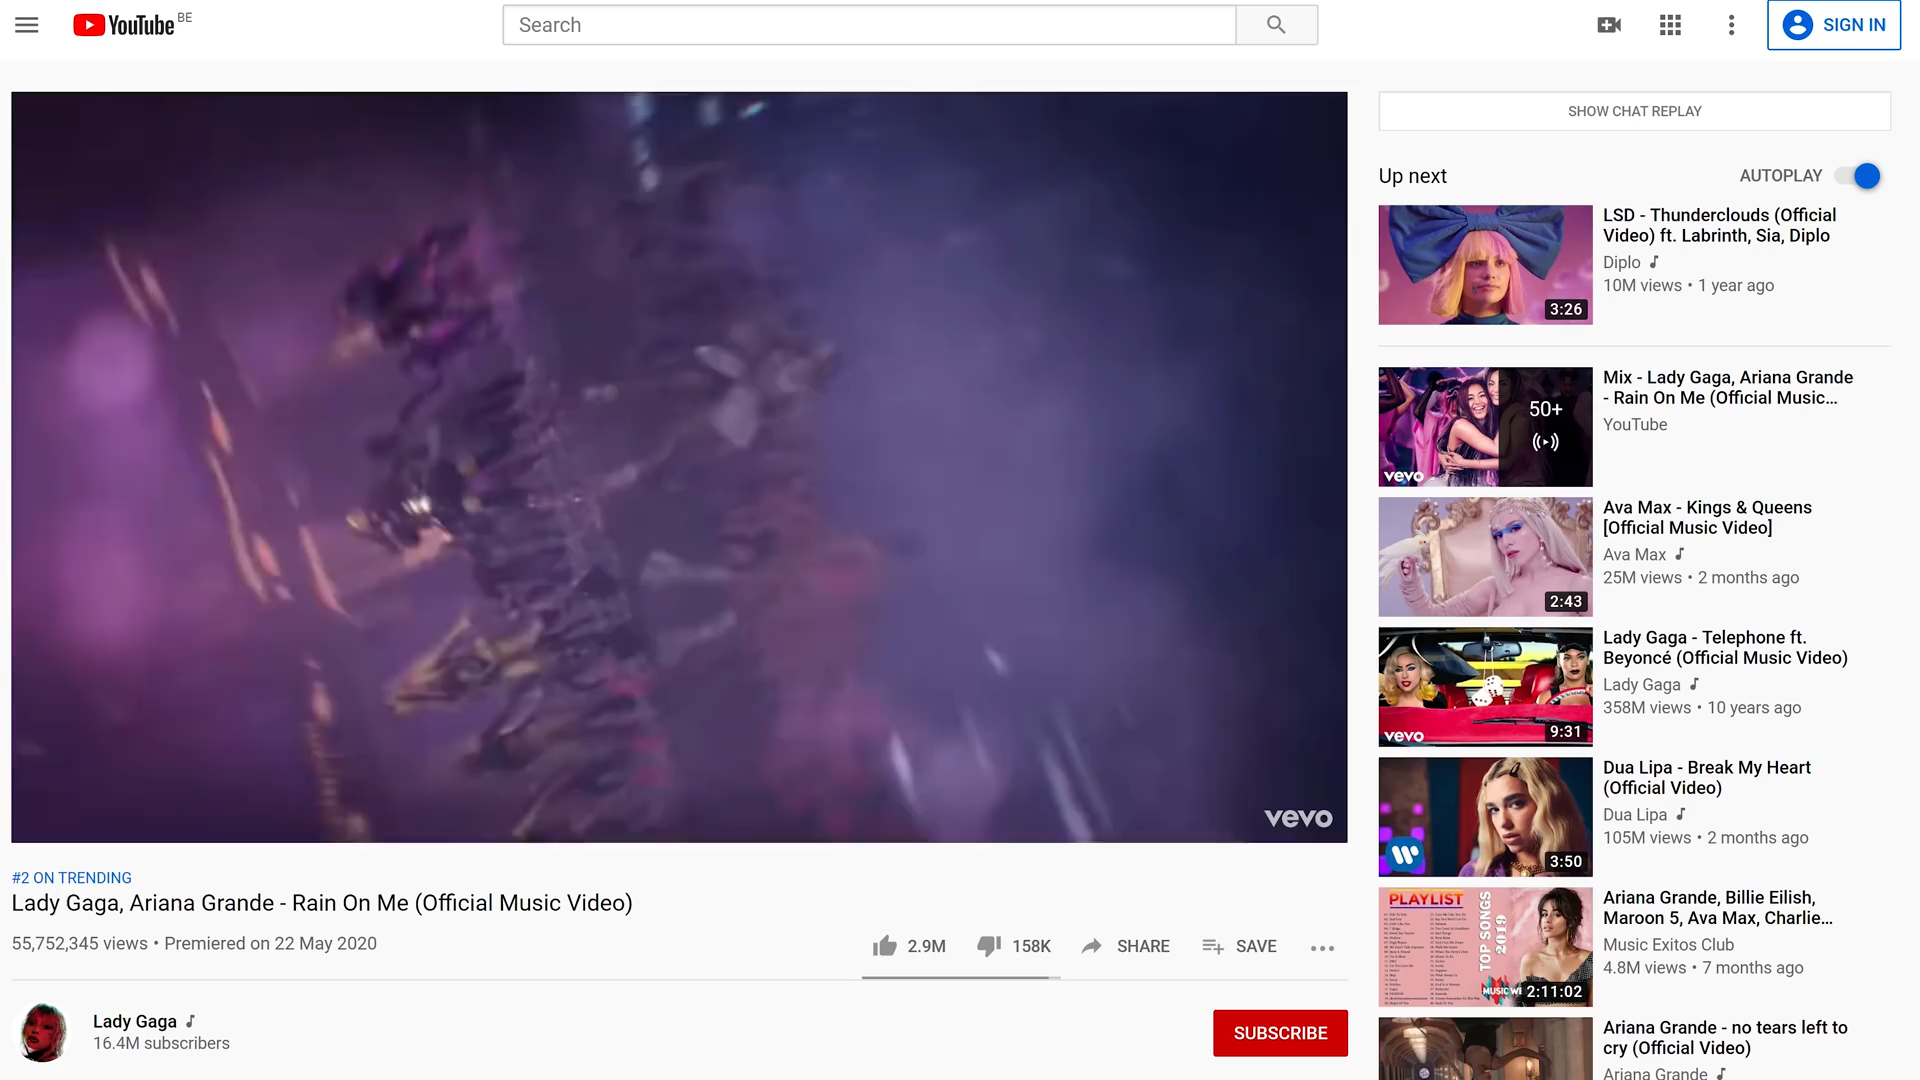 YouTube BE
Search
SIGN IN
vevo
#2 ON TRENDING
Lady Gaga, Ariana Grande - Rain On Me (Official Music Video)
55,752,345 views • Premiered on 22 May 2020
2.9M
158K
SHARE
SAVE
Lady Gaga
16.4M subscribers
SUBSCRIBE
SHOW CHAT REPLAY
Up next
AUTOPLAY
3:26
LSD - Thunderclouds (Official
Video) ft. Labrinth, Sia, Diplo
Diplo
10M views • 1 year ago
50+
vevo
Mix - Lady Gaga, Ariana Grande
- Rain On Me (Official Music...
YouTube
2:43
Ava Max - Kings & Queens
[Official Music Video]
Ava Max
25M views • 2 months ago
vevo
9:31
Lady Gaga - Telephone ft.
Beyoncé (Official Music Video)
Lady Gaga
358M views • 10 years ago
3:50
Dua Lipa - Break My Heart
(Official Video)
Dua Lipa
105M views • 2 months ago
PLAYLIST
TOP SONGS
2019
2:11:02
Ariana Grande, Billie Eilish,
Maroon 5, Ava Max, Charlie...
Music Exitos Club
4.8M views • 7 months ago
Ariana Grande - no tears left to
cry (Official Video)
Ariana Grande